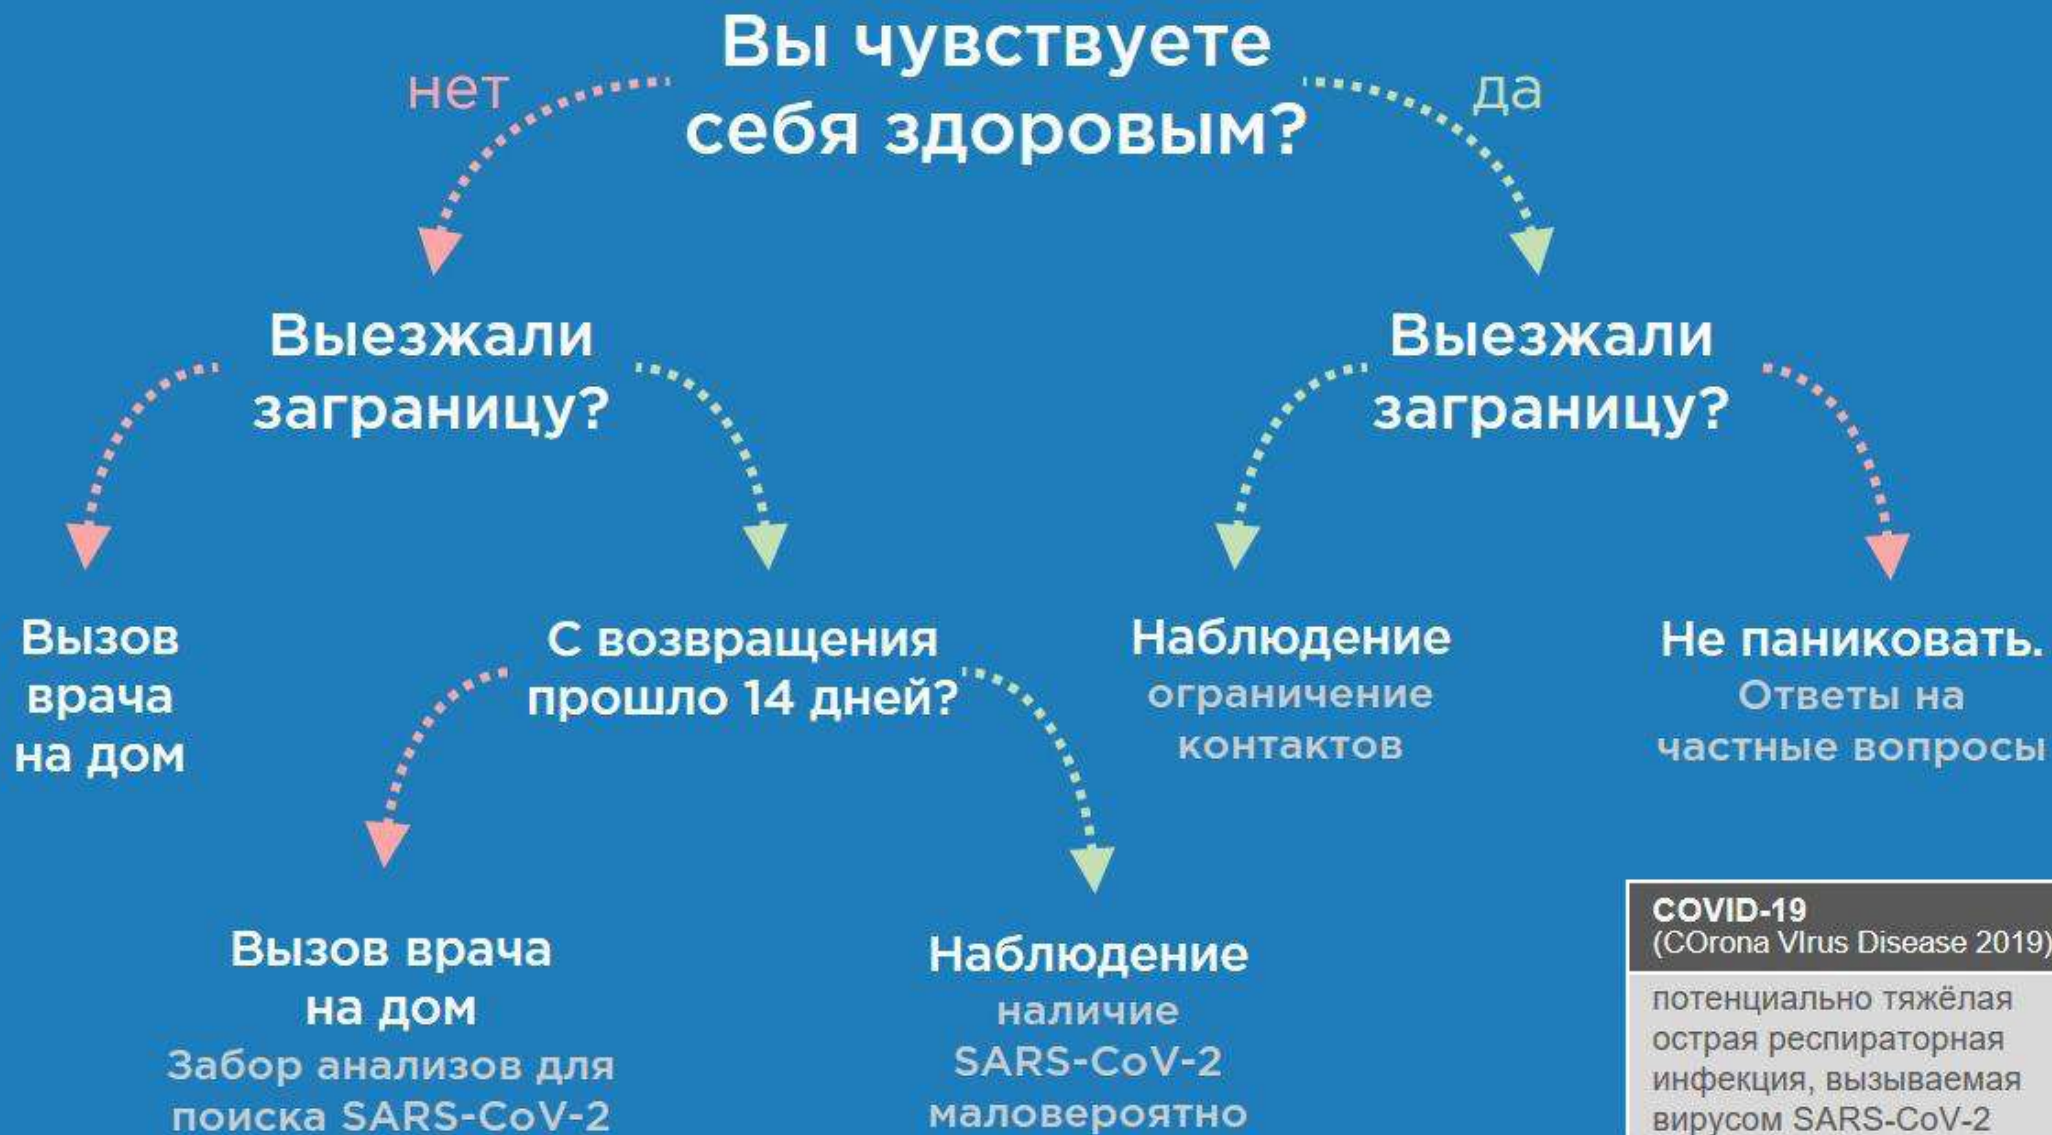 Вы чувствуете
себя здоровым?
нет
да
Выезжали
заграницу?
Выезжали
заграницу?
Вызов
врача
на дом
С возвращения
прошло 14 дней?
Наблюдение
ограничение
контактов
Не паниковать.
Ответы на
частные вопросы
Вызов врача
на дом
Забор анализов для
поиска SARS-CoV-2
Наблюдение
наличие
SARS-CoV-2
маловероятно
COVID-19
(COrona VIrus Disease 2019)
потенциально тяжёлая
острая респираторная
инфекция, вызываемая
вирусом SARS-CoV-2